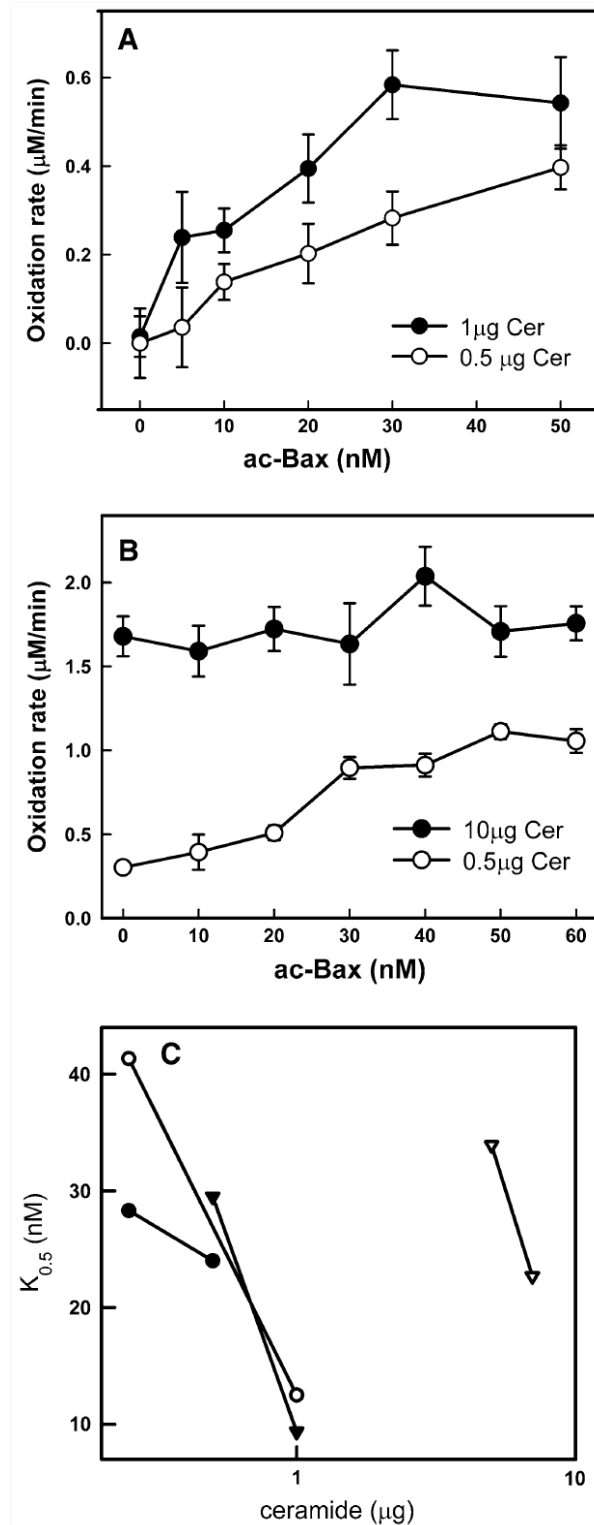 A
Oxidation rate (μM/min)
0.6
0.4
0.2
0.0
1μg Cer
0.5 μg Cer
0 10 20 30 40 50
ac-Bax (nM)
B
Oxidation rate (μM/min)
2.0
1.5
1.0
0.5
0.0
10μg Cer
0.5μg Cer
0 10 20 30 40 50 60
ac-Bax (nM)
C
K0.5 (nM)
40
30
20
10
1 10
ceramide (μg)